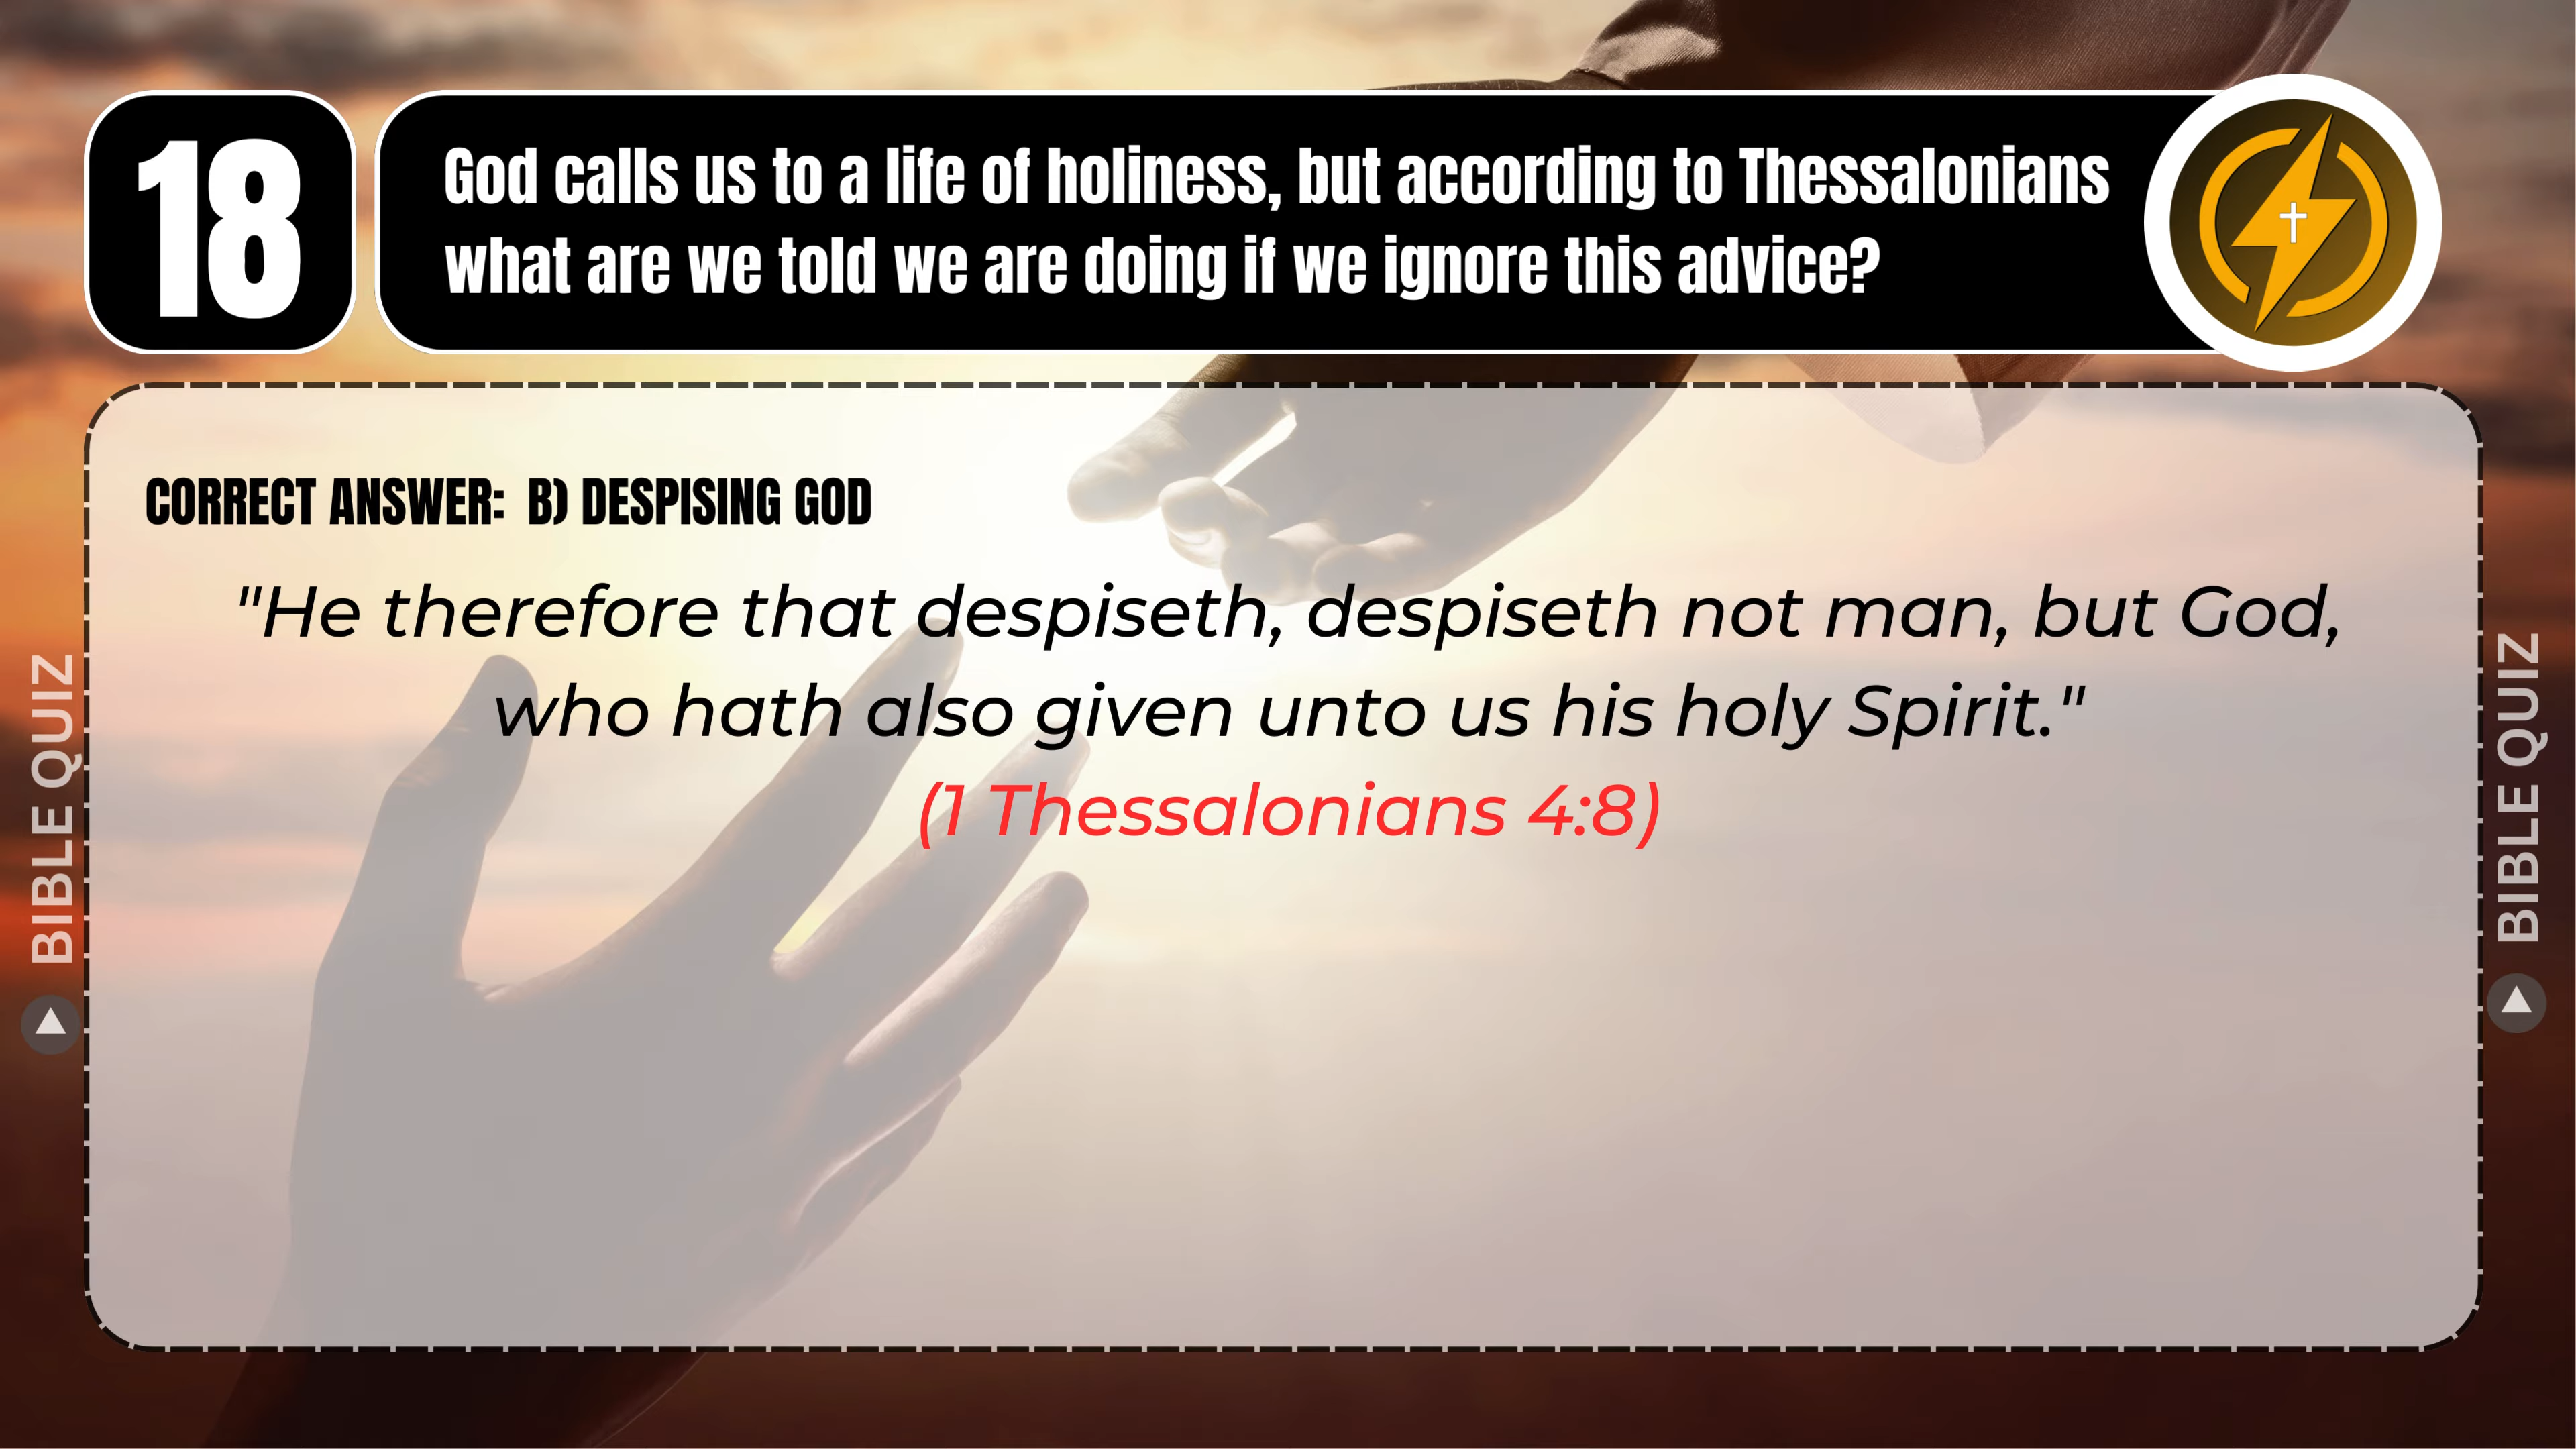 18
God calls us to a life of holiness, but according to Thessalonians
what are we told we are doing if we ignore this advice?
CORRECT ANSWER: B) DESPISING GOD
"He therefore that despiseth, despiseth not man, but God,
who hath also given unto us his holy Spirit."
(1 Thessalonians 4:8)
BIBLE QUIZ
BIBLE QUIZ